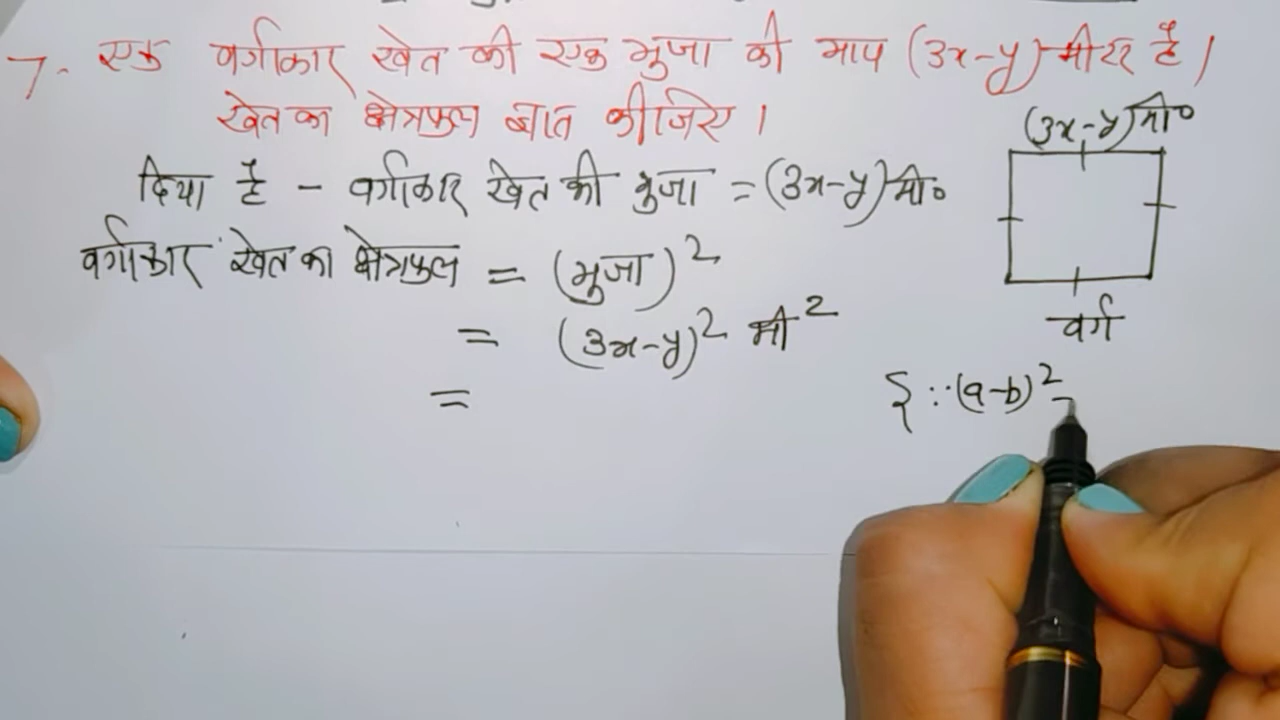 7. एक वर्गाकार खेत की एक भुजा की माप (3x-y) मीटर है।
खेत का क्षेत्रफल ज्ञात कीजिए।
(3x-y) मी०
दिया है - वर्गाकार खेत की भुजा = (3x-y) मी०
वर्गाकार खेत का क्षेत्रफल = (भुजा)²
= (3x-y)² मी²
वर्ग
=
{∵(a-b)²